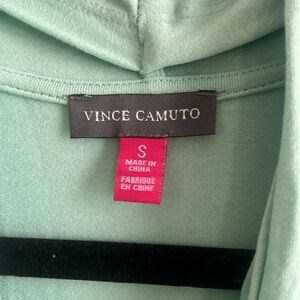 VINCE CAMUTO
S
MADE IN
CHINA
FABRIQUÉ
EN CHINE